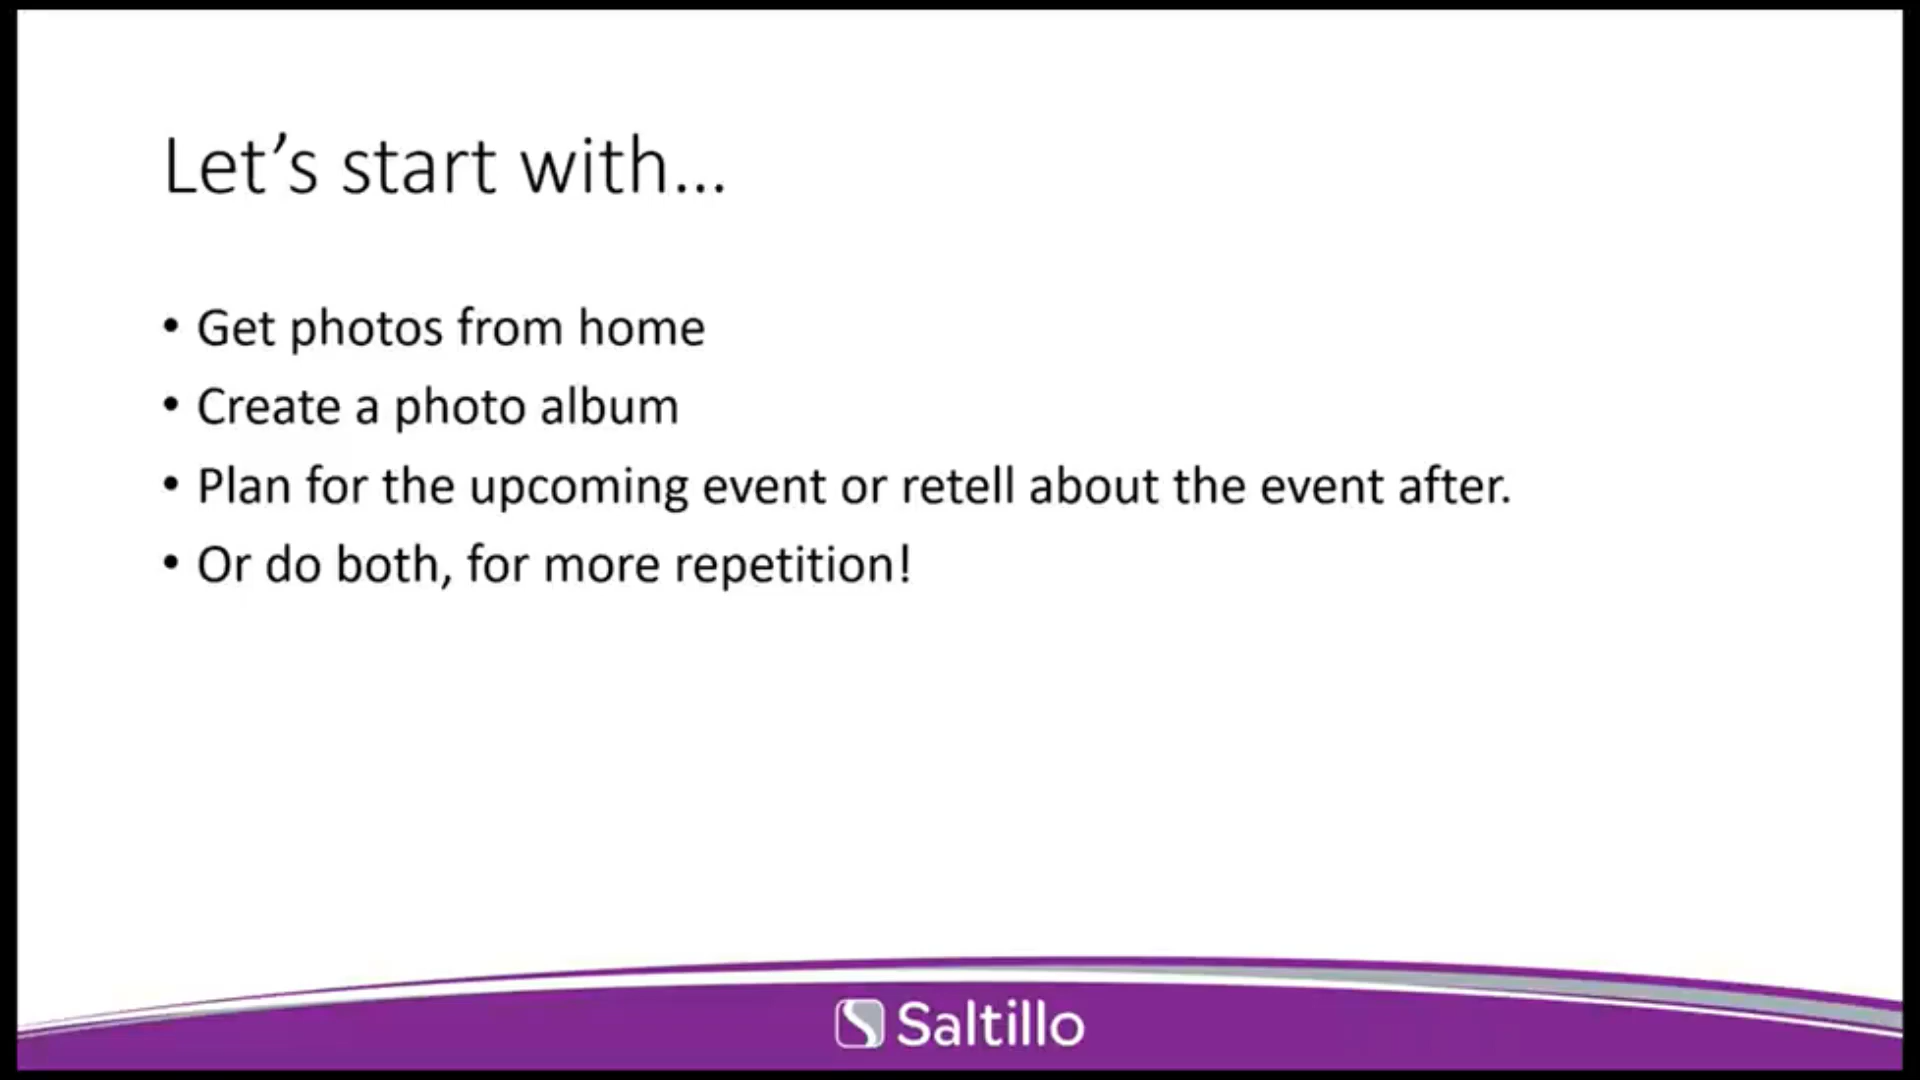 Let’s start with…
• Get photos from home
• Create a photo album
• Plan for the upcoming event or retell about the event after.
• Or do both, for more repetition!
Saltillo